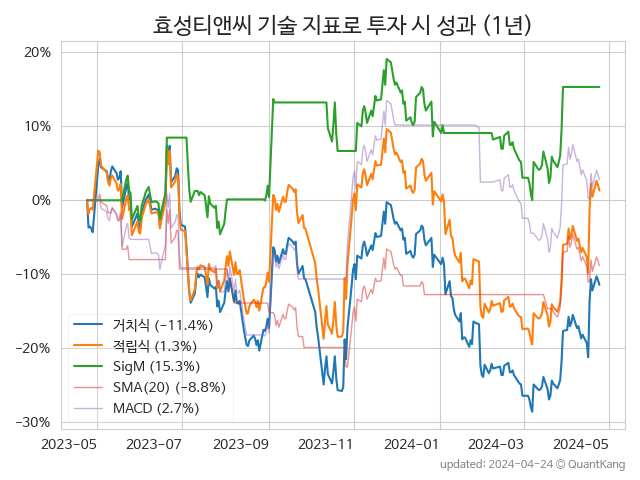 효성티앤씨 기술 지표로 투자 시 성과 (1년)
20%
10%
0%
−10%
−20%
−30%
거치식 (−11.4%)
적립식 (1.3%)
SigM (15.3%)
SMA(20) (−8.8%)
MACD (2.7%)
2023-05 2023-07 2023-09 2023-11 2024-01 2024-03 2024-05
updated: 2024-04-24 ⓒ QuantKang